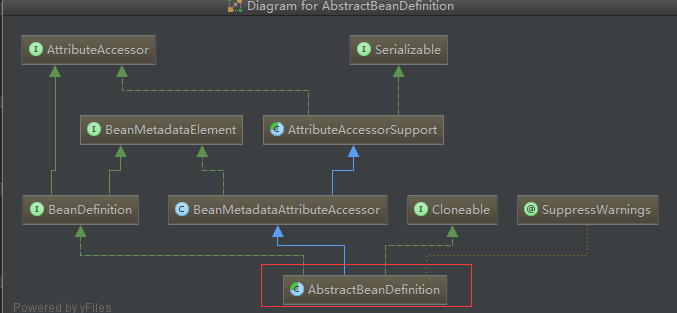 Diagram for AbstractBeanDefinition
I AttributeAccessor
I Serializable
I BeanMetadataElement
C AttributeAccessorSupport
I BeanDefinition
C BeanMetadataAttributeAccessor
I Cloneable
@ SuppressWarnings
C AbstractBeanDefinition
Powered by yFiles